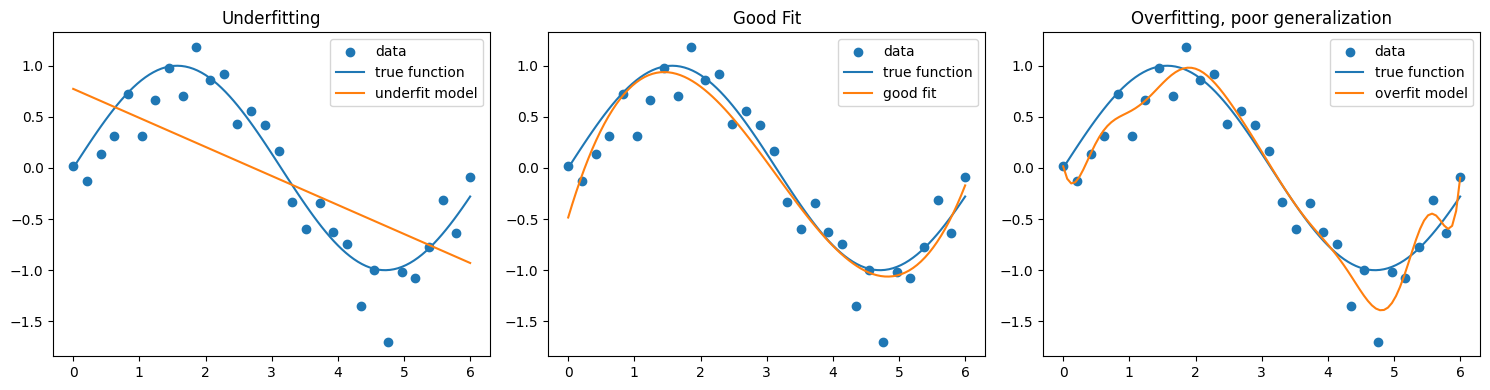 Underfitting
data
true function
underfit model
1.0
0.5
0.0
−0.5
−1.0
−1.5
0 1 2 3 4 5 6
Good Fit
data
true function
good fit
1.0
0.5
0.0
−0.5
−1.0
−1.5
0 1 2 3 4 5 6
Overfitting, poor generalization
data
true function
overfit model
1.0
0.5
0.0
−0.5
−1.0
−1.5
0 1 2 3 4 5 6